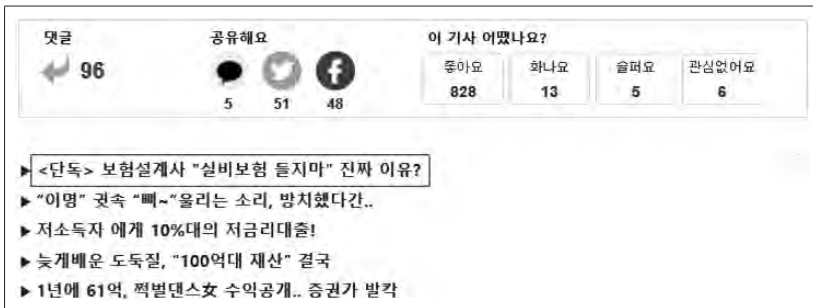 댓글 공유해요 이 기사 어땠나요?
96
좋아요 화나요 슬퍼요 관심없어요
828 13 5 6
5 51 48
▶ <단독> 보험설계사 "실비보험 들지마" 진짜 이유?
▶ "이명" 귓속 "삐~"울리는 소리, 방치했다간..
▶ 저소득자 에게 10%대의 저금리대출!
▶ 늦게배운 도둑질, "100억대 재산" 결국
▶ 1년에 61억, 쩍벌댄스女 수익공개.. 증권가 발칵